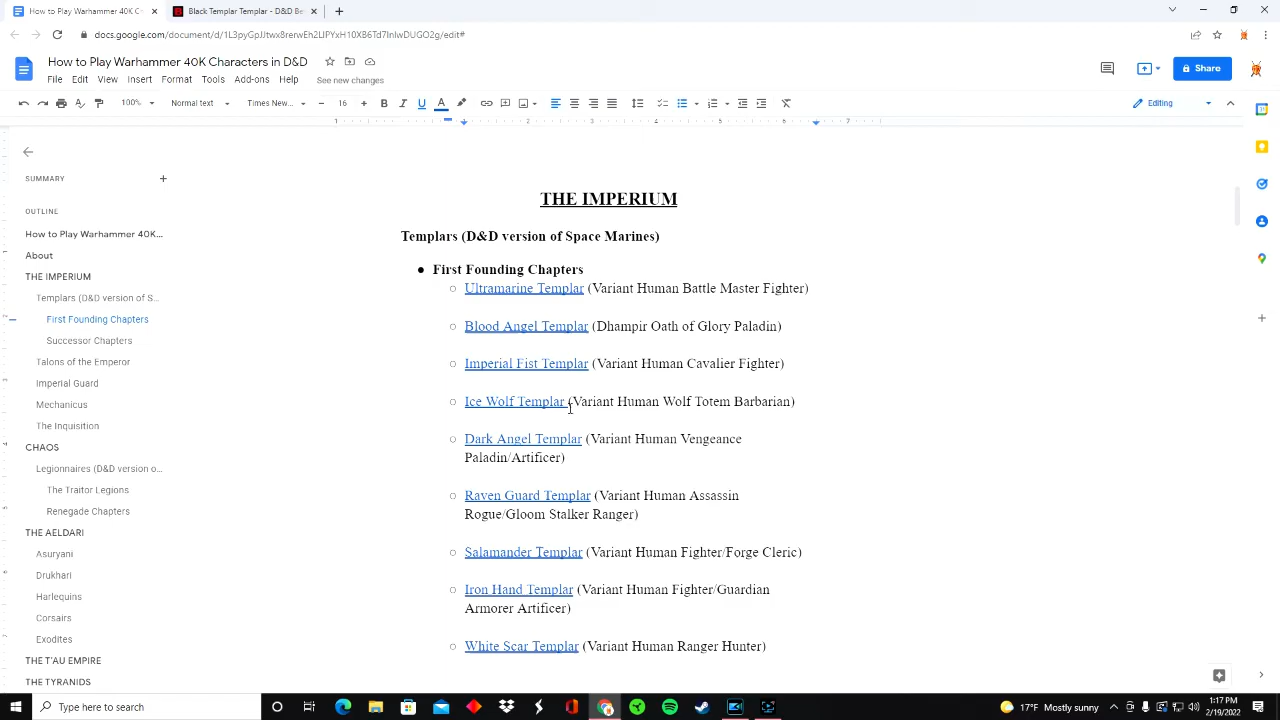 How to Play Warhammer 40K C
Black Templar Templar - D&D Be
docs.google.com/document/d/1L3pyGpJJtwx8rerwEh2LlPYxH10XB6Td7lnIwDUGO2g/edit#
How to Play Warhammer 40K Characters in D&D
File Edit View Insert Format Tools Add-ons Help See new changes
Share
100% Normal text Times New... 16 B I U A Editing
1 1 2 3 4 5 6 7
SUMMARY
OUTLINE
How to Play Warhammer 40K...
About
THE IMPERIUM
Templars (D&D version of S...
First Founding Chapters
Successor Chapters
Talons of the Emperor
Imperial Guard
Mechanicus
The Inquisition
CHAOS
Legionnaires (D&D version o...
The Traitor Legions
Renegade Chapters
THE AELDARI
Asuryani
Drukhari
Harlequins
Corsairs
Exodites
THE T'AU EMPIRE
THE TYRANIDS
THE IMPERIUM
Templars (D&D version of Space Marines)
● First Founding Chapters
○ Ultramarine Templar (Variant Human Battle Master Fighter)
○ Blood Angel Templar (Dhampir Oath of Glory Paladin)
○ Imperial Fist Templar (Variant Human Cavalier Fighter)
○ Ice Wolf Templar (Variant Human Wolf Totem Barbarian)
○ Dark Angel Templar (Variant Human Vengeance
Paladin/Artificer)
○ Raven Guard Templar (Variant Human Assassin
Rogue/Gloom Stalker Ranger)
○ Salamander Templar (Variant Human Fighter/Forge Cleric)
○ Iron Hand Templar (Variant Human Fighter/Guardian
Armorer Artificer)
○ White Scar Templar (Variant Human Ranger Hunter)
Type here to search
17°F Mostly sunny
1:17 PM
2/19/2022